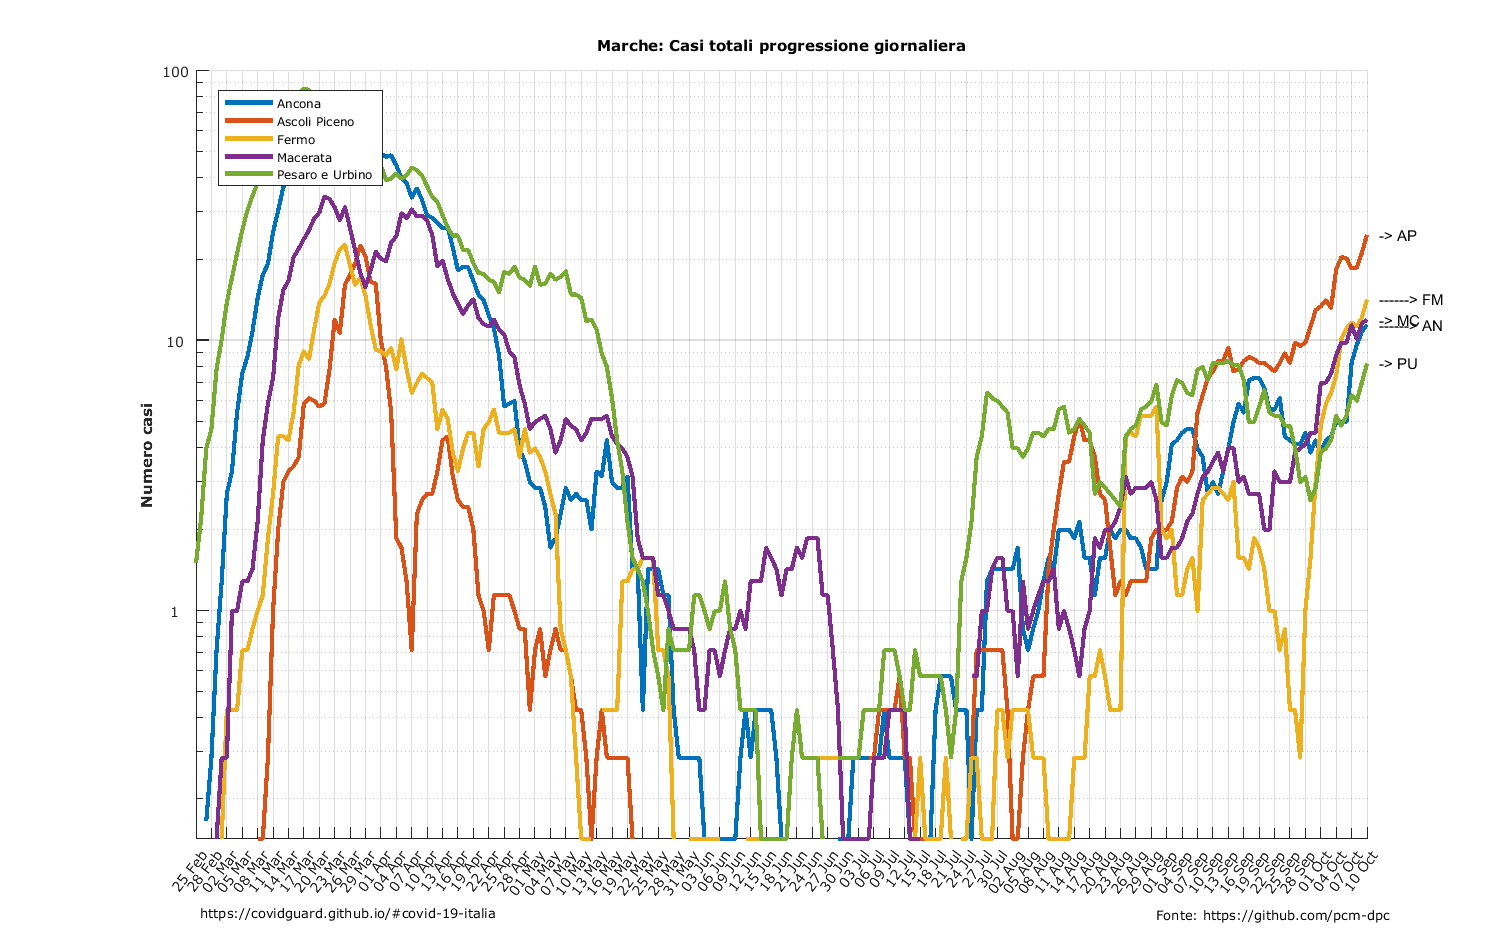 Marche: Casi totali progressione giornaliera
100
10
1
Numero casi
Ancona
Ascoli Piceno
Fermo
Macerata
Pesaro e Urbino
-> AP
------> FM
-> MC
------> AN
-> PU
25 Feb
28 Feb
02 Mar
05 Mar
08 Mar
11 Mar
14 Mar
17 Mar
20 Mar
23 Mar
26 Mar
29 Mar
01 Apr
04 Apr
07 Apr
10 Apr
13 Apr
16 Apr
19 Apr
22 Apr
25 Apr
28 Apr
01 May
04 May
07 May
10 May
13 May
16 May
19 May
22 May
25 May
28 May
31 May
03 Jun
06 Jun
09 Jun
12 Jun
15 Jun
18 Jun
21 Jun
24 Jun
27 Jun
30 Jun
03 Jul
06 Jul
09 Jul
12 Jul
15 Jul
18 Jul
21 Jul
24 Jul
27 Jul
30 Jul
02 Aug
05 Aug
08 Aug
11 Aug
14 Aug
17 Aug
20 Aug
23 Aug
26 Aug
29 Aug
01 Sep
04 Sep
07 Sep
10 Sep
13 Sep
16 Sep
19 Sep
22 Sep
25 Sep
28 Sep
01 Oct
04 Oct
07 Oct
10 Oct
https://covidguard.github.io/#covid-19-italia
Fonte: https://github.com/pcm-dpc